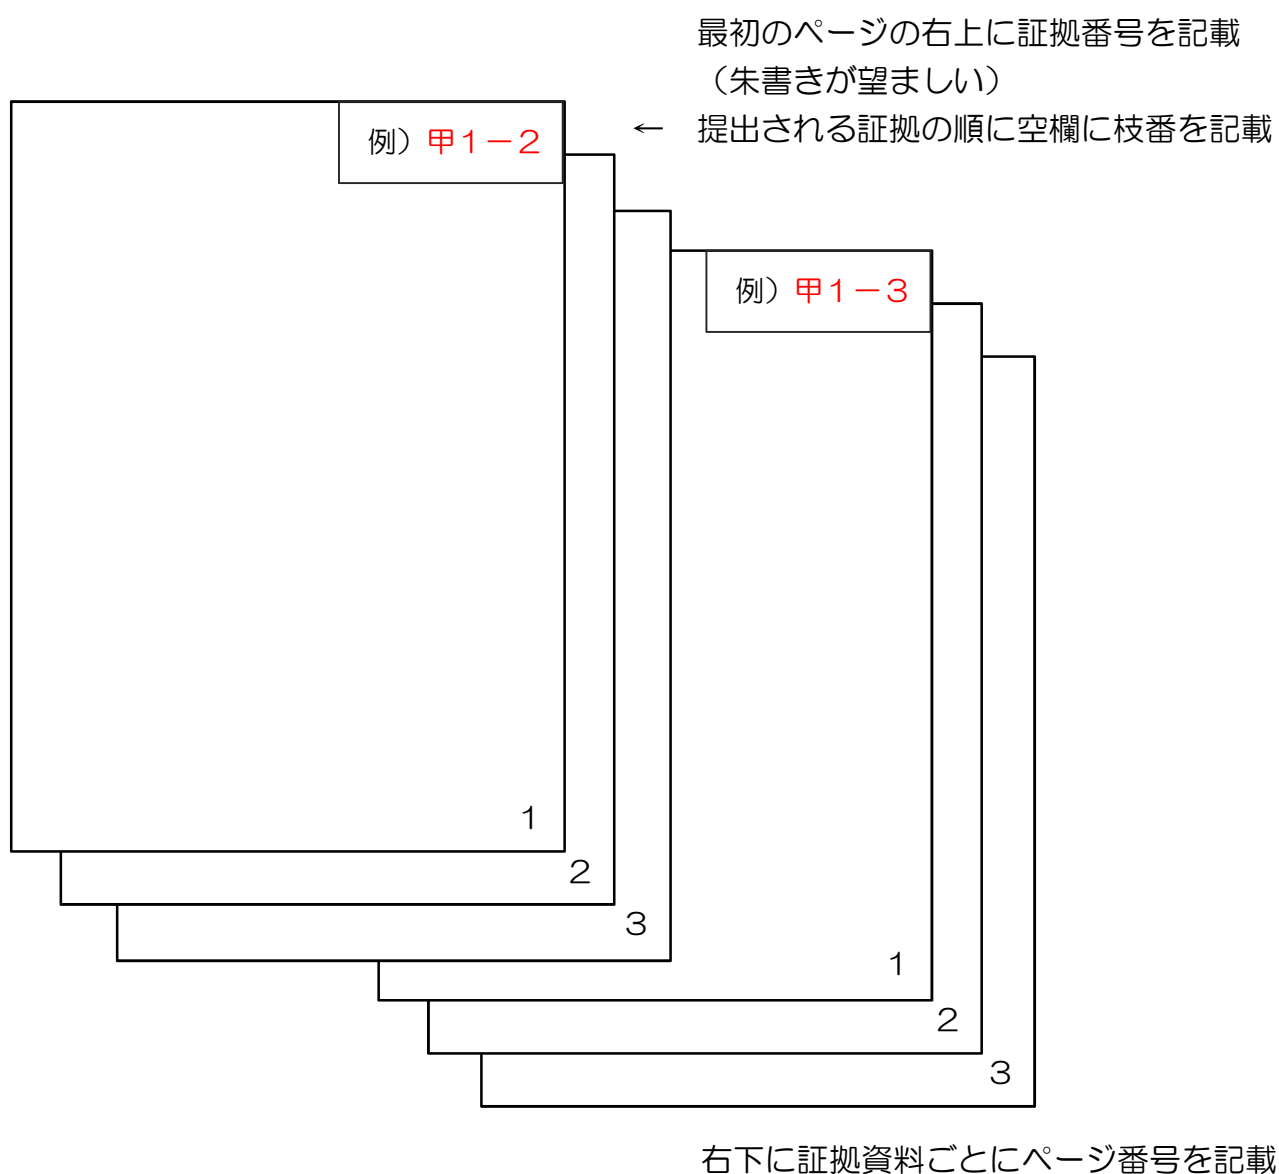 最初のページの右上に証拠番号を記載
（朱書きが望ましい）
← 提出される証拠の順に空欄に枝番を記載
例）甲１－２
例）甲１－３
1
2
3
1
2
3
右下に証拠資料ごとにページ番号を記載